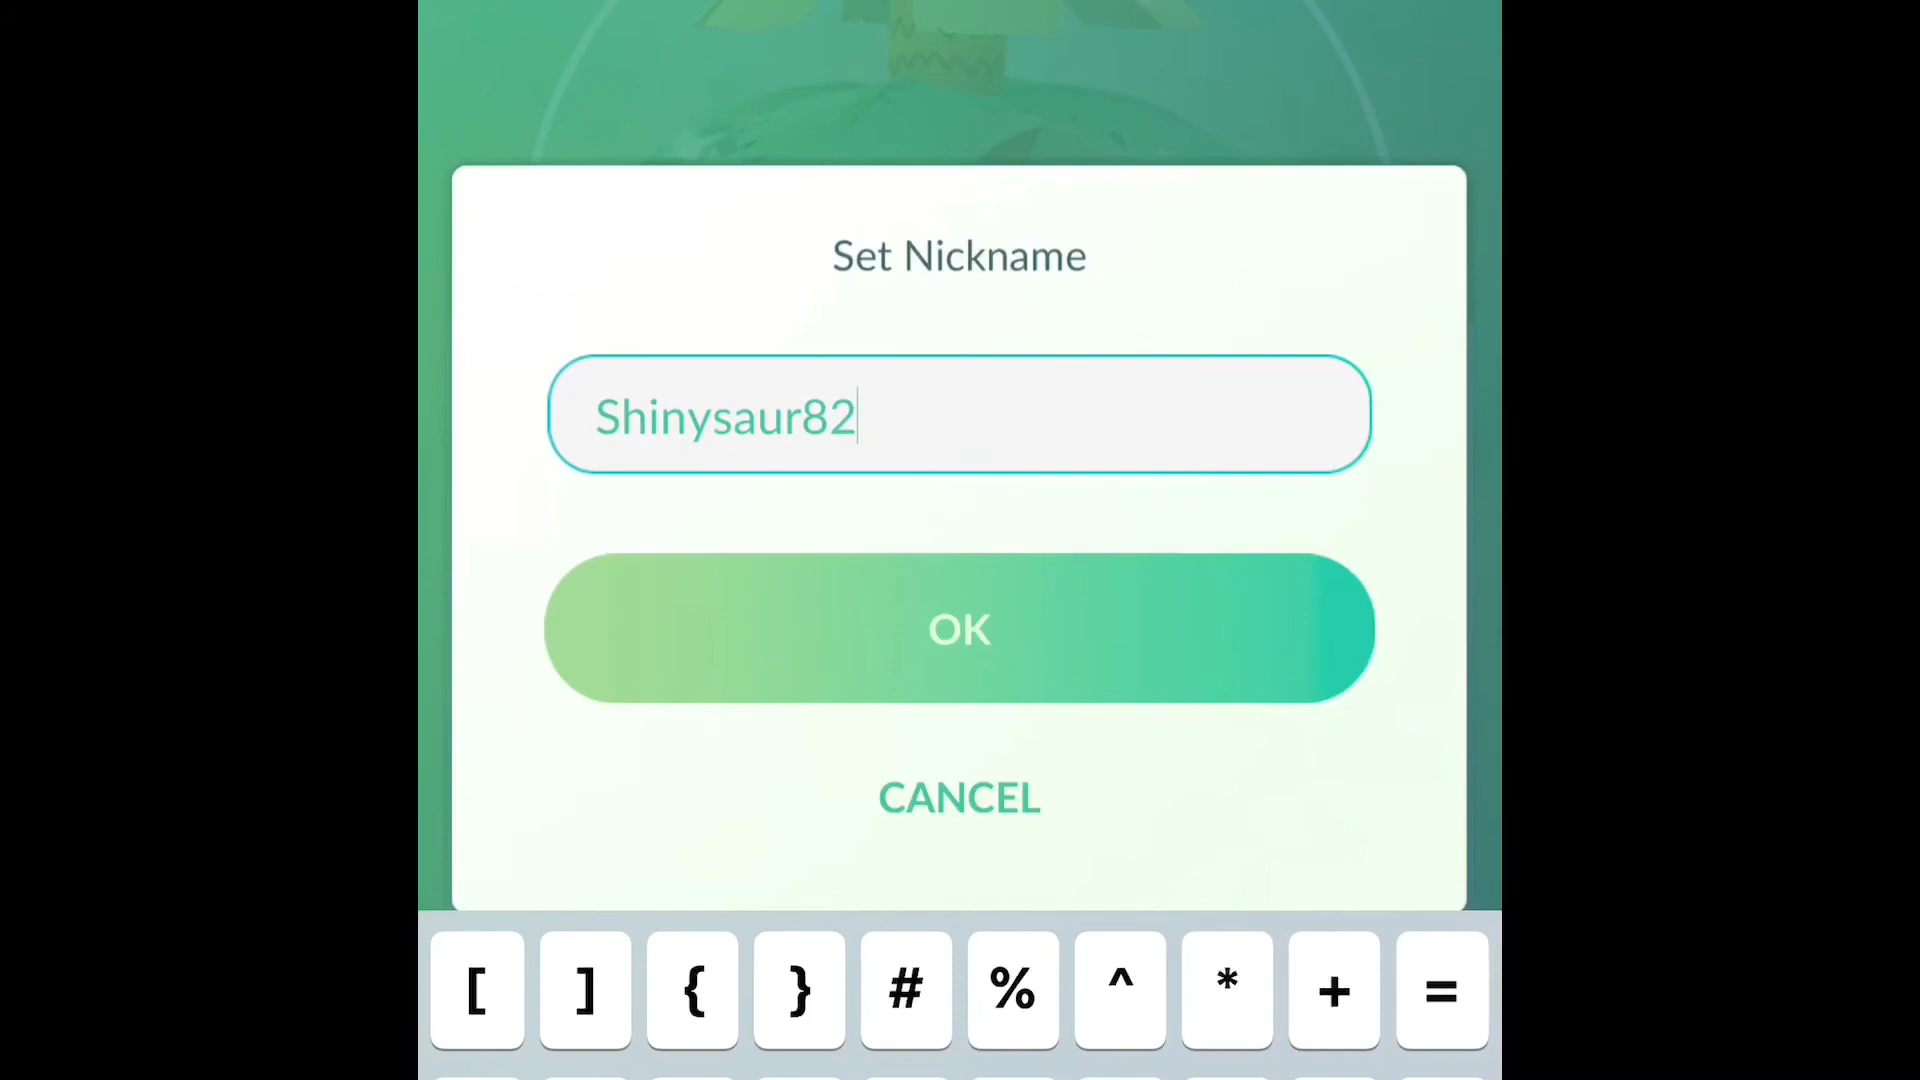 Set Nickname
Shinysaur82
OK
CANCEL
[ ] { } # % ^ * + =